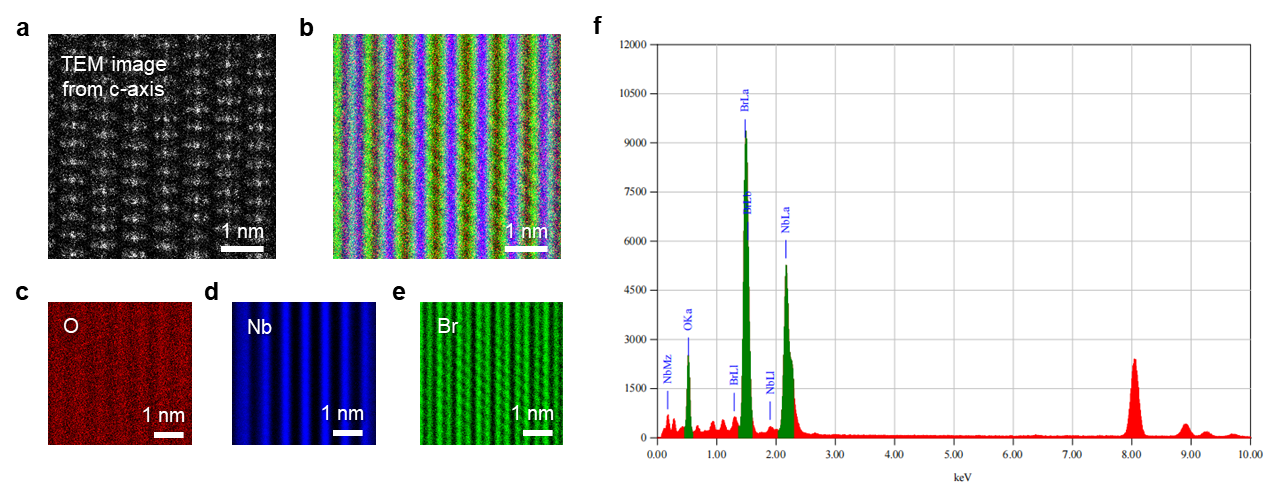 a
TEM image
from c-axis
1 nm
b
1 nm
c
O
1 nm
d
Nb
1 nm
e
Br
1 nm
f
12000
10500
9000
7500
6000
4500
3000
1500
0
NbMz
OKa
BrLl
BrLa
BrLb
NbLl
NbLa
0.00 1.00 2.00 3.00 4.00 5.00 6.00 7.00 8.00 9.00 10.00
keV